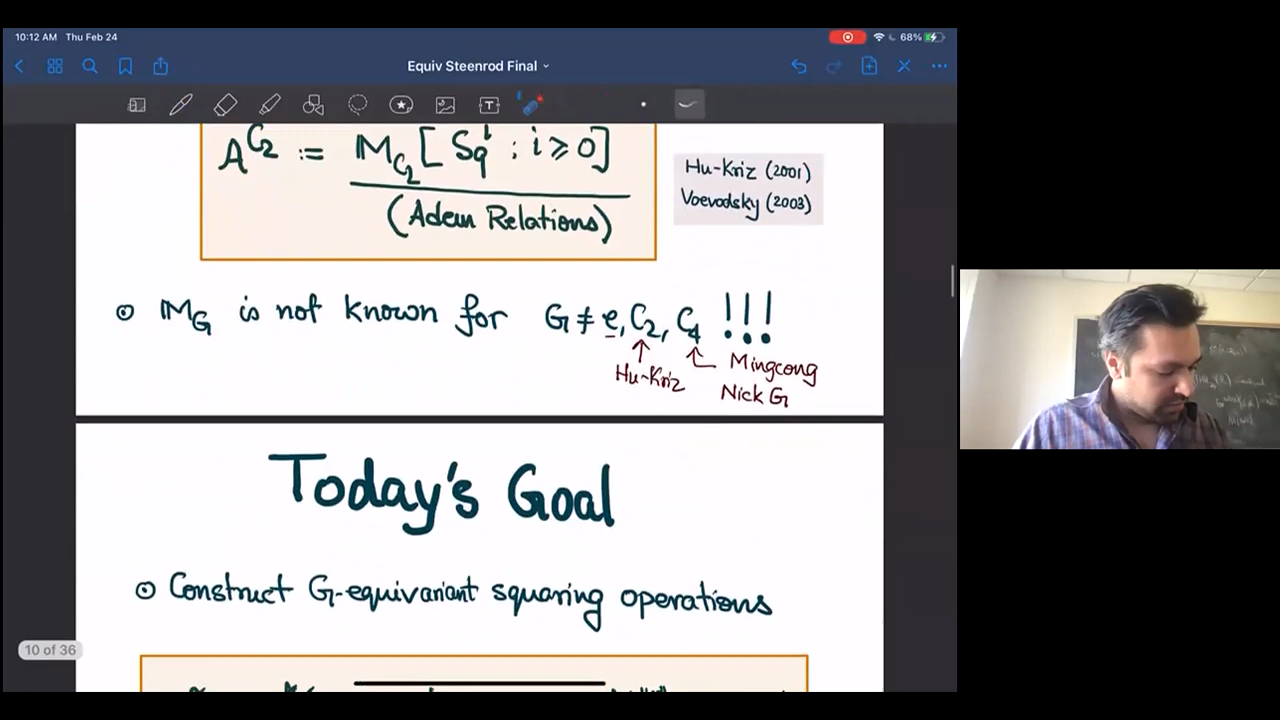 10:12 AM Thu Feb 24
68%
Equiv Steenrod Final
A^{C_2} := M_{C_2} [ Sq^i ; i ⩾ 0 ]
(Adem Relations)
Hu-Kriz (2001)
Voevodsky (2003)
⊙ M_G is not known for G ≠ e, C_2, C_4 !!!
Hu-Kriz
Mingcong
Nick G
Today's Goal
⊙ Construct G-equivariant squaring operations
10 of 36